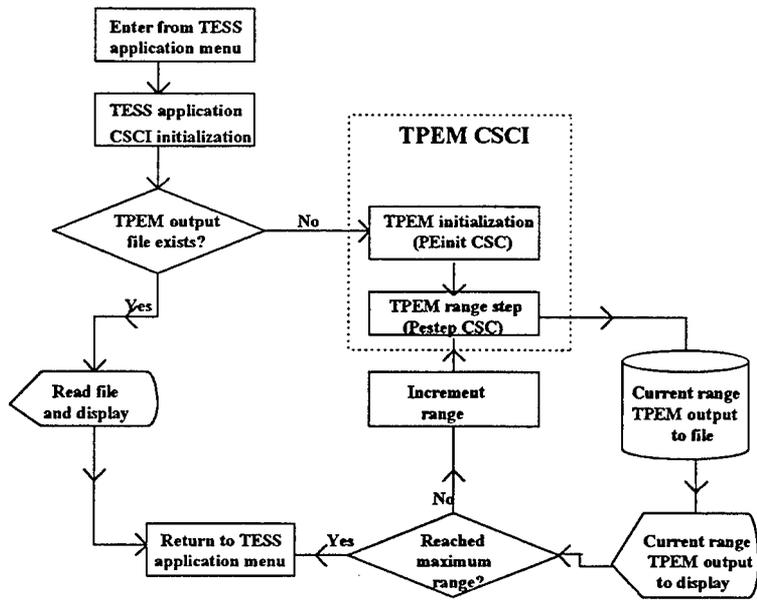 Enter from TESS
application menu
TESS application
CSCI initialization
TPEM CSCI
TPEM output
file exists?
No
TPEM initialization
(PEinit CSC)
TPEM range step
(Pestep CSC)
Yes
Read file
and display
Increment
range
Current range
TPEM output
to file
No
Return to TESS
application menu
Yes
Reached
maximum
range?
Current range
TPEM output
to display